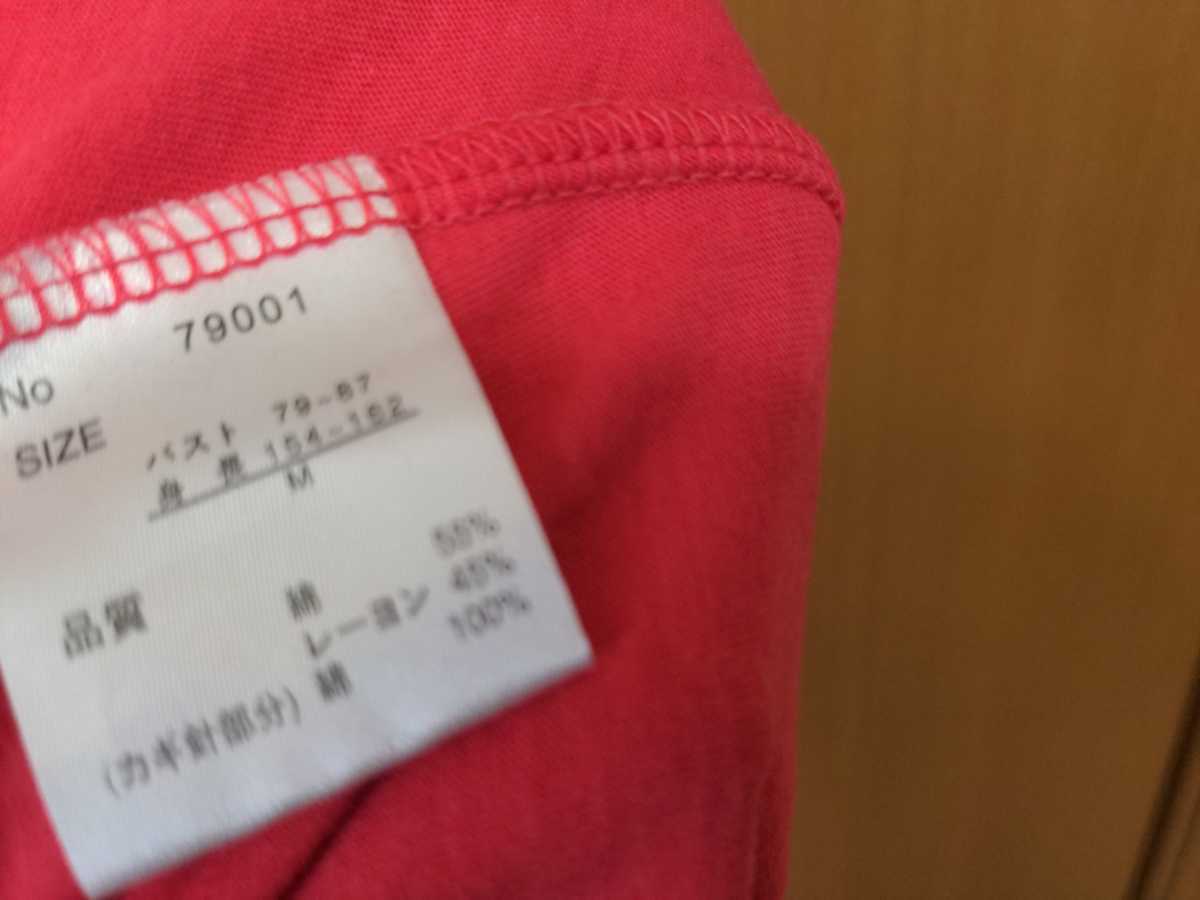 No 79001
SIZE バスト 79-87
身長 154-162
M
品質 綿 55%
レーヨン 45%
(カギ針部分) 綿 100%